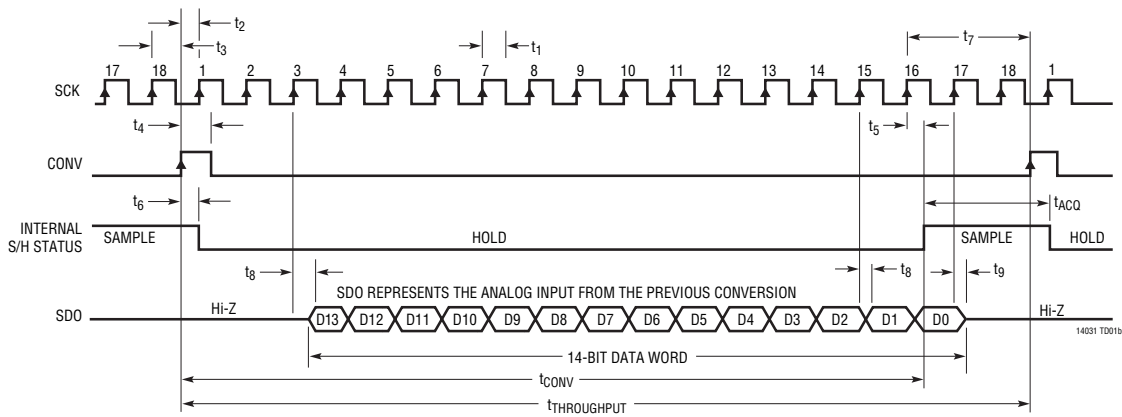 t2
t3
t1
t7
17 18 1 2 3 4 5 6 7 8 9 10 11 12 13 14 15 16 17 18 1
SCK
t4
t5
CONV
t6
tACQ
INTERNAL
S/H STATUS
SAMPLE HOLD SAMPLE HOLD
t8 t8 t9
SDO REPRESENTS THE ANALOG INPUT FROM THE PREVIOUS CONVERSION
SDO Hi-Z D13 D12 D11 D10 D9 D8 D7 D6 D5 D4 D3 D2 D1 D0 Hi-Z
14031 TD01b
14-BIT DATA WORD
tCONV
tTHROUGHPUT